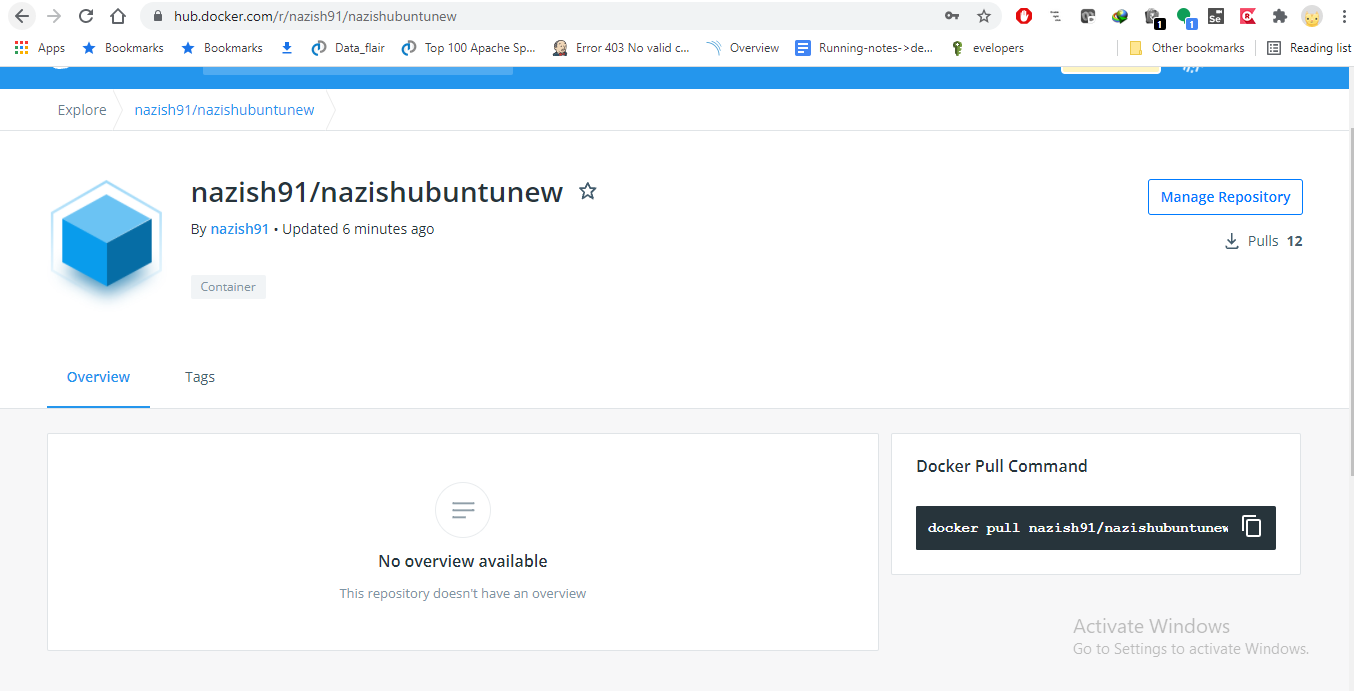 hub.docker.com/r/nazish91/nazishubuntunew
1
1
Se
Apps Bookmarks Bookmarks Data_flair Top 100 Apache Sp... Error 403 No valid c... Overview Running-notes->de... evelopers Other bookmarks Reading list
Explore nazish91/nazishubuntunew
nazish91/nazishubuntunew
Manage Repository
By nazish91 • Updated 6 minutes ago
Pulls 12
Container
Overview Tags
Docker Pull Command
docker pull nazish91/nazishubuntunew
No overview available
This repository doesn't have an overview
Activate Windows
Go to Settings to activate Windows.